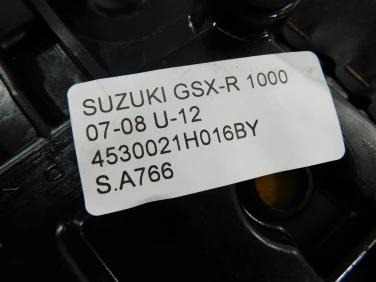 SUZUKI GSX-R 1000
07-08 U-12
4530021H016BY
S.A766